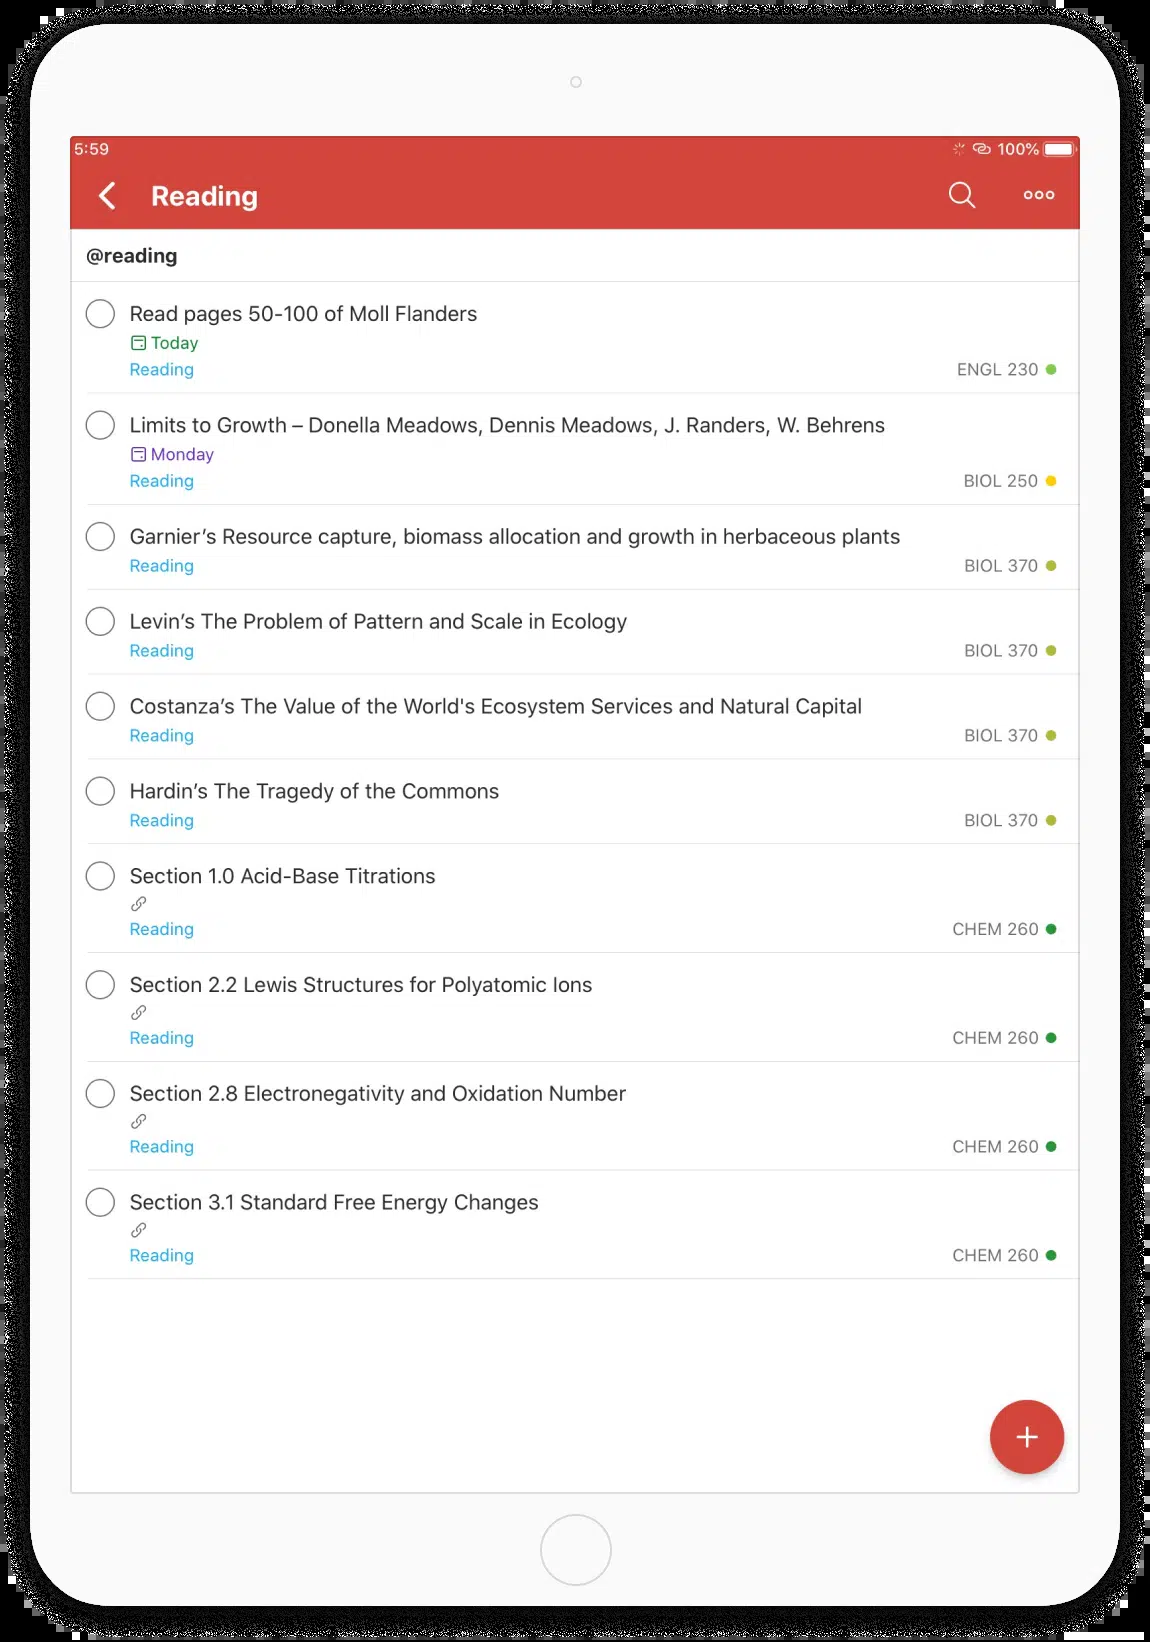 5:59
100%
Reading
@reading
Read pages 50-100 of Moll Flanders
Today
Reading
ENGL 230
Limits to Growth – Donella Meadows, Dennis Meadows, J. Randers, W. Behrens
Monday
Reading
BIOL 250
Garnier’s Resource capture, biomass allocation and growth in herbaceous plants
Reading
BIOL 370
Levin’s The Problem of Pattern and Scale in Ecology
Reading
BIOL 370
Costanza’s The Value of the World's Ecosystem Services and Natural Capital
Reading
BIOL 370
Hardin’s The Tragedy of the Commons
Reading
BIOL 370
Section 1.0 Acid-Base Titrations
Reading
CHEM 260
Section 2.2 Lewis Structures for Polyatomic Ions
Reading
CHEM 260
Section 2.8 Electronegativity and Oxidation Number
Reading
CHEM 260
Section 3.1 Standard Free Energy Changes
Reading
CHEM 260